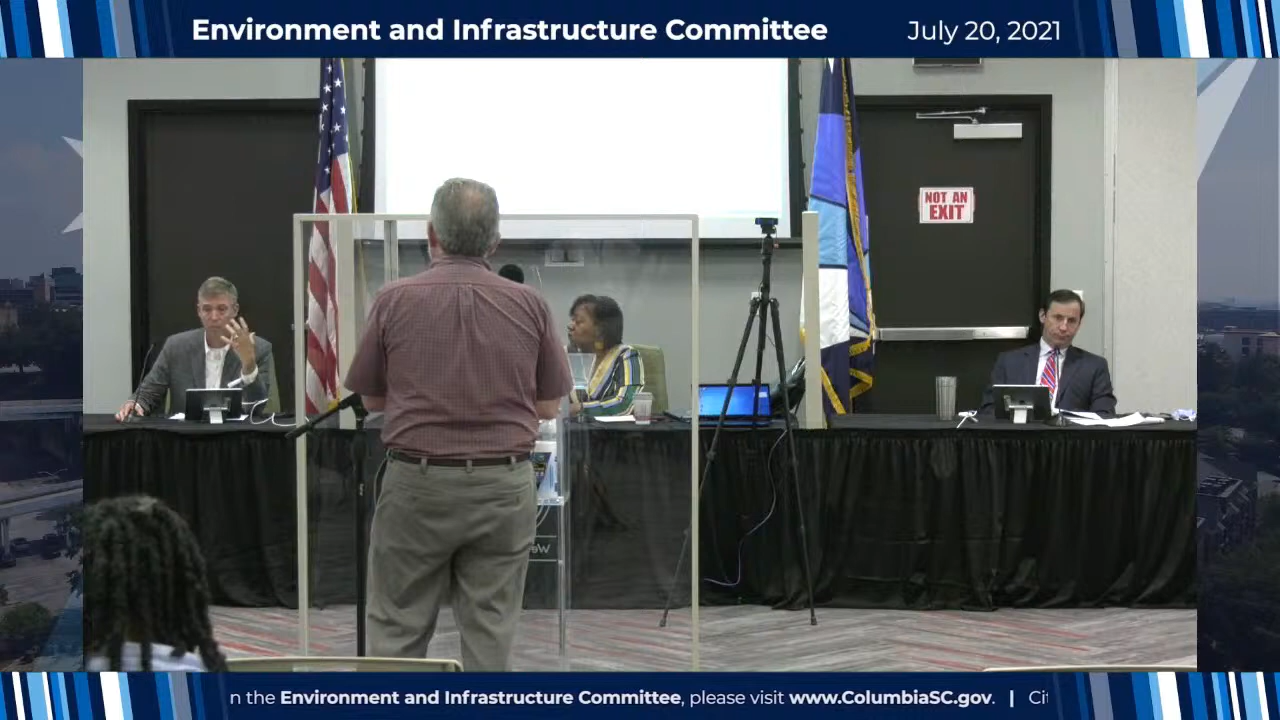 Environment and Infrastructure Committee
July 20, 2021
NOT AN
EXIT
We
n the Environment and Infrastructure Committee, please visit www.ColumbiaSC.gov. | Cit